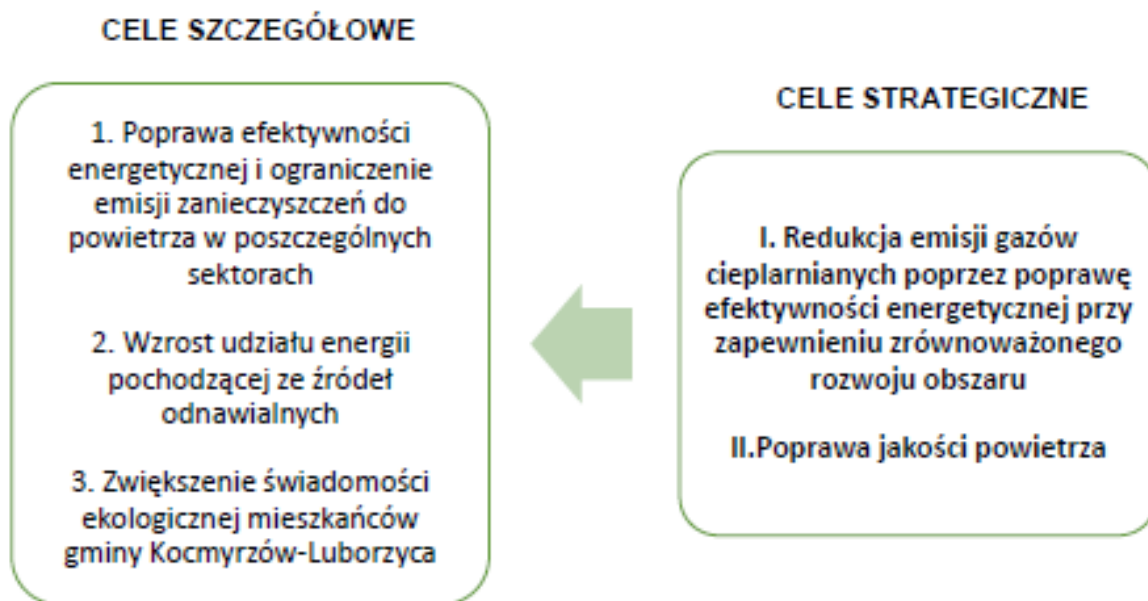 CELE SZCZEGÓŁOWE
1. Poprawa efektywności
energetycznej i ograniczenie
emisji zanieczyszczeń do
powietrza w poszczególnych
sektorach
2. Wzrost udziału energii
pochodzącej ze źródeł
odnawialnych
3. Zwiększenie świadomości
ekologicznej mieszkańców
gminy Kocmyrzów-Luborzyca
CELE STRATEGICZNE
I. Redukcja emisji gazów
cieplarnianych poprzez poprawę
efektywności energetycznej przy
zapewnieniu zrównoważonego
rozwoju obszaru
II.Poprawa jakości powietrza